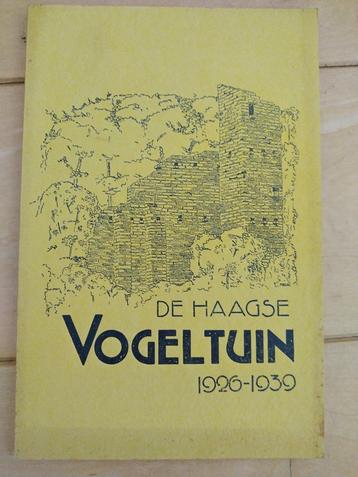 DE HAAGSE
VOGELTUIN
1926-1939